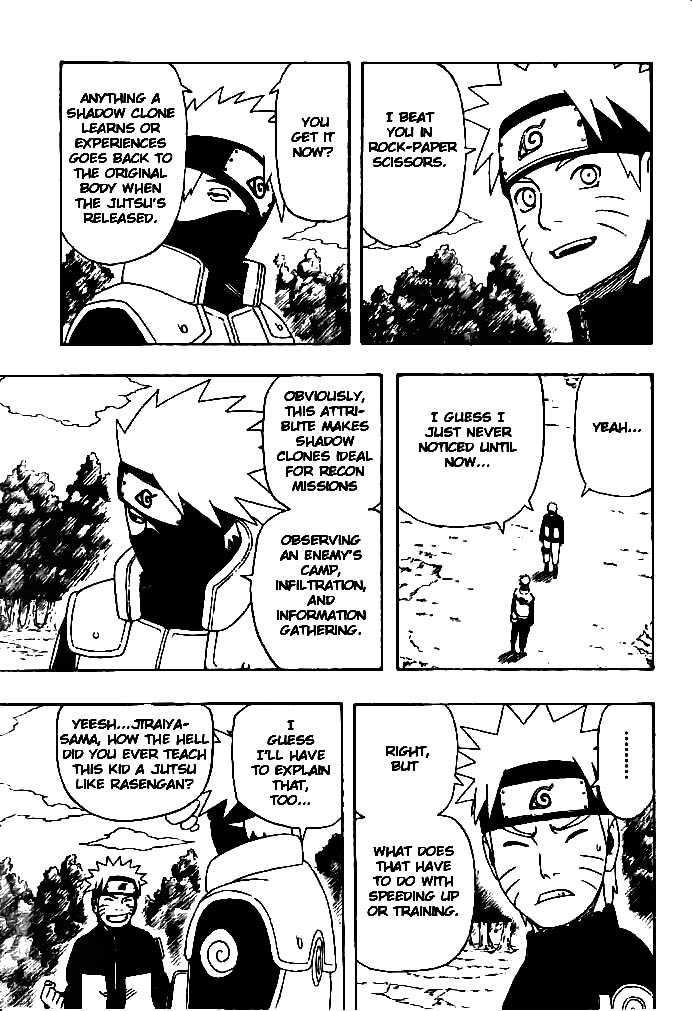 I BEAT
YOU IN
ROCK-PAPER
SCISSORS.
YOU
GET IT
NOW?
ANYTHING A
SHADOW CLONE
LEARNS OR
EXPERIENCES
GOES BACK TO
THE ORIGINAL
BODY WHEN
THE JUTSU'S
RELEASED.
YEAH...
I GUESS I
JUST NEVER
NOTICED UNTIL
NOW...
OBVIOUSLY,
THIS ATTRI-
BUTE MAKES
SHADOW
CLONES IDEAL
FOR RECON
MISSIONS
OBSERVING
AN ENEMY'S
CAMP,
INFILTRATION,
AND
INFORMATION
GATHERING.
.........
RIGHT,
BUT
WHAT DOES
THAT HAVE
TO DO WITH
SPEEDING UP
OR TRAINING.
I
GUESS
I'LL HAVE
TO EXPLAIN
THAT,
TOO...
YEESH...JIRAIYA-
SAMA, HOW THE HELL
DID YOU EVER TEACH
THIS KID A JUTSU
LIKE RASENGAN?